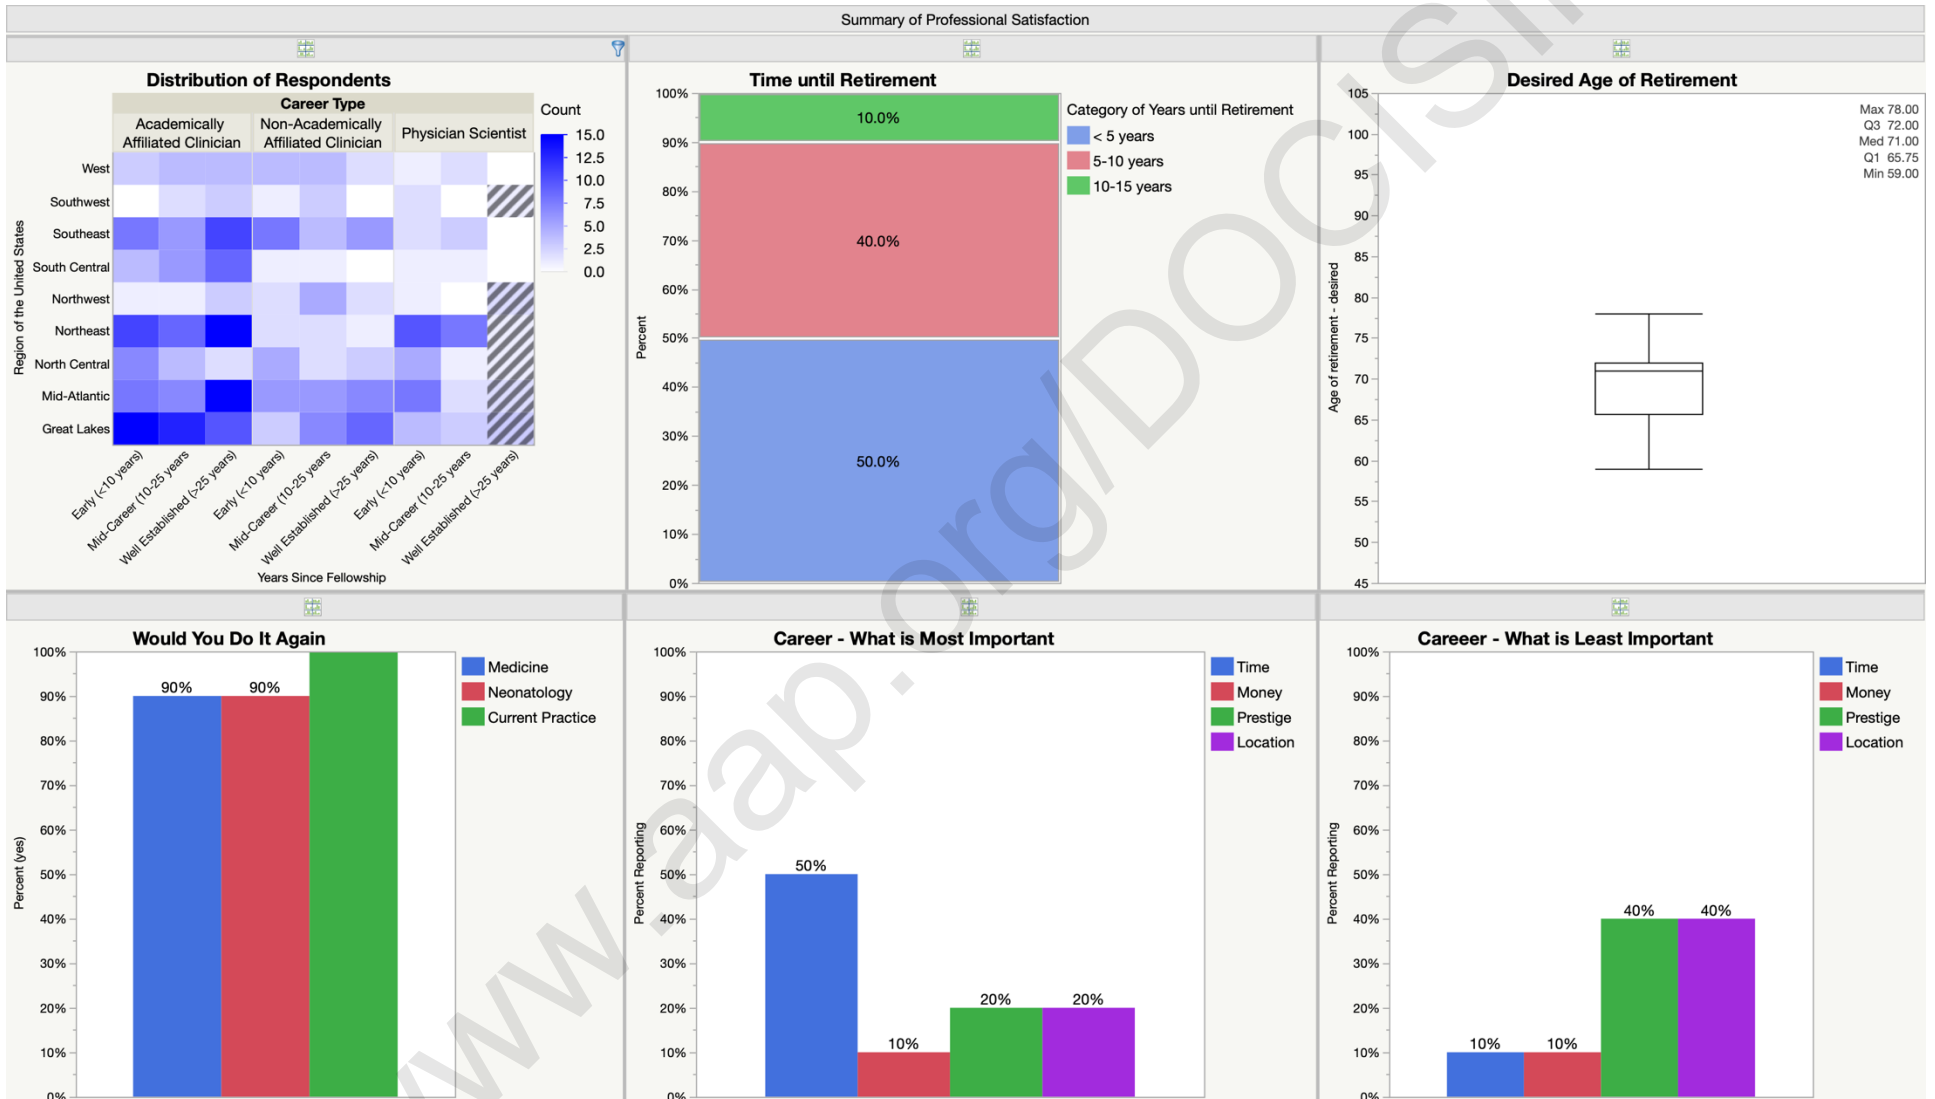 Summary of Professional Satisfaction
Distribution of Respondents
Career Type
Academically
Affiliated Clinician
Non-Academically
Affiliated Clinician
Physician Scientist
Count
15.0
12.5
10.0
7.5
5.0
2.5
0.0
Region of the United States
West
Southwest
Southeast
South Central
Northwest
Northeast
North Central
Mid-Atlantic
Great Lakes
Early (<10 years)
Mid-Career (10-25 years
Well Established (>25 years)
Early (<10 years)
Mid-Career (10-25 years
Well Established (>25 years)
Early (<10 years)
Mid-Career (10-25 years
Well Established (>25 years)
Years Since Fellowship
Time until Retirement
Percent
100%
90%
80%
70%
60%
50%
40%
30%
20%
10%
0%
10.0%
40.0%
50.0%
Category of Years until Retirement
< 5 years
5-10 years
10-15 years
Desired Age of Retirement
Age of retirement - desired
105
100
95
90
85
80
75
70
65
60
55
50
45
Max 78.00
Q3 72.00
Med 71.00
Q1 65.75
Min 59.00
Would You Do It Again
Percent (yes)
100%
90%
80%
70%
60%
50%
40%
30%
20%
10%
0%
90%
90%
Medicine
Neonatology
Current Practice
Career - What is Most Important
Percent Reporting
100%
90%
80%
70%
60%
50%
40%
30%
20%
10%
0%
50%
10%
20%
20%
Time
Money
Prestige
Location
Careeer - What is Least Important
Percent Reporting
100%
90%
80%
70%
60%
50%
40%
30%
20%
10%
0%
10%
10%
40%
40%
Time
Money
Prestige
Location
www.aap.org/DOCISin